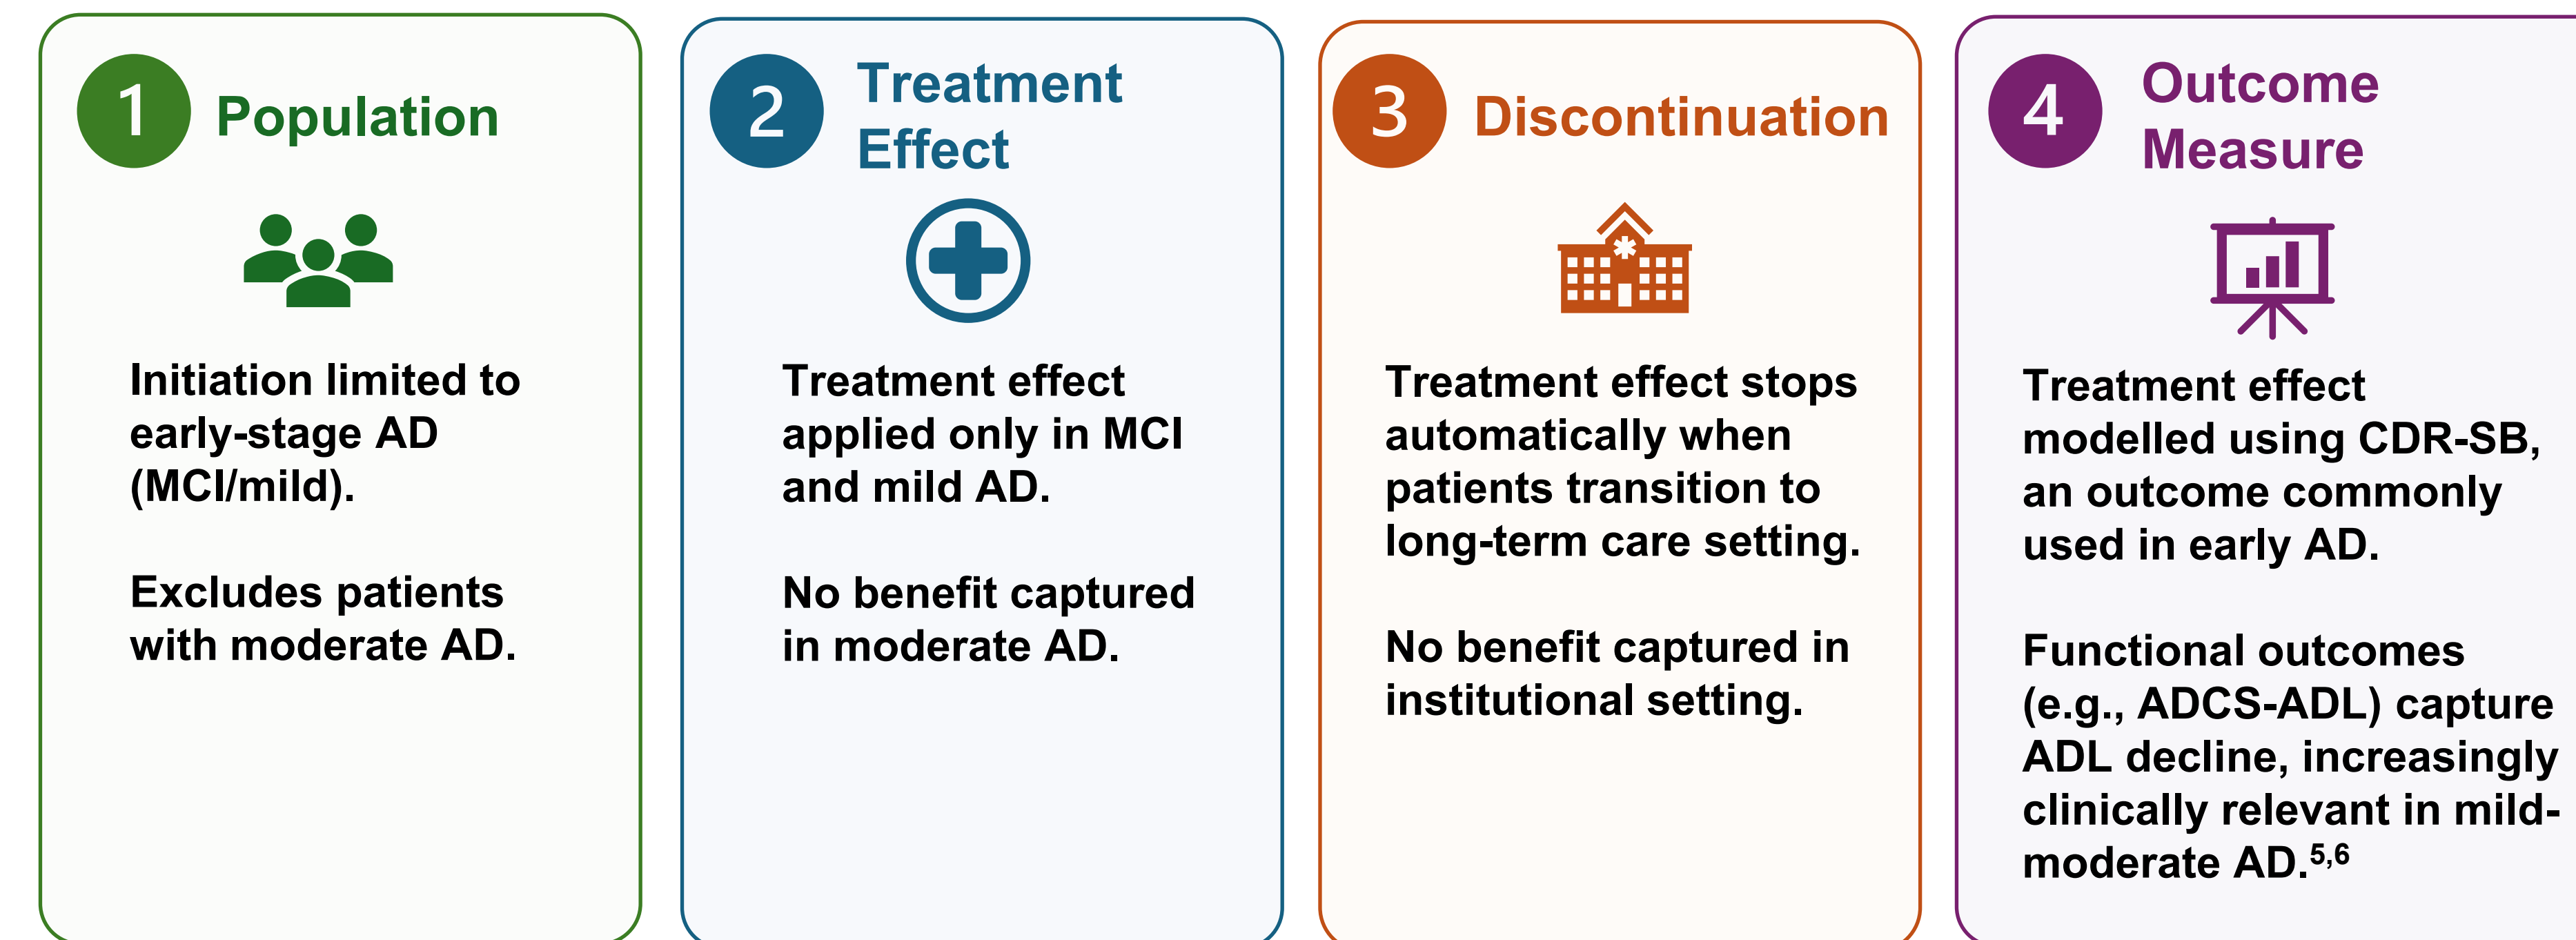 1
Population
Initiation limited to
early-stage AD
(MCI/mild).
Excludes patients
with moderate AD.
2
Treatment
Effect
Treatment effect
applied only in MCI
and mild AD.
No benefit captured
in moderate AD.
3
Discontinuation
Treatment effect stops
automatically when
patients transition to
long-term care setting.
No benefit captured in
institutional setting.
4
Outcome
Measure
Treatment effect
modelled using CDR-SB,
an outcome commonly
used in early AD.
Functional outcomes
(e.g., ADCS-ADL) capture
ADL decline, increasingly
clinically relevant in mild-
moderate AD.5,6